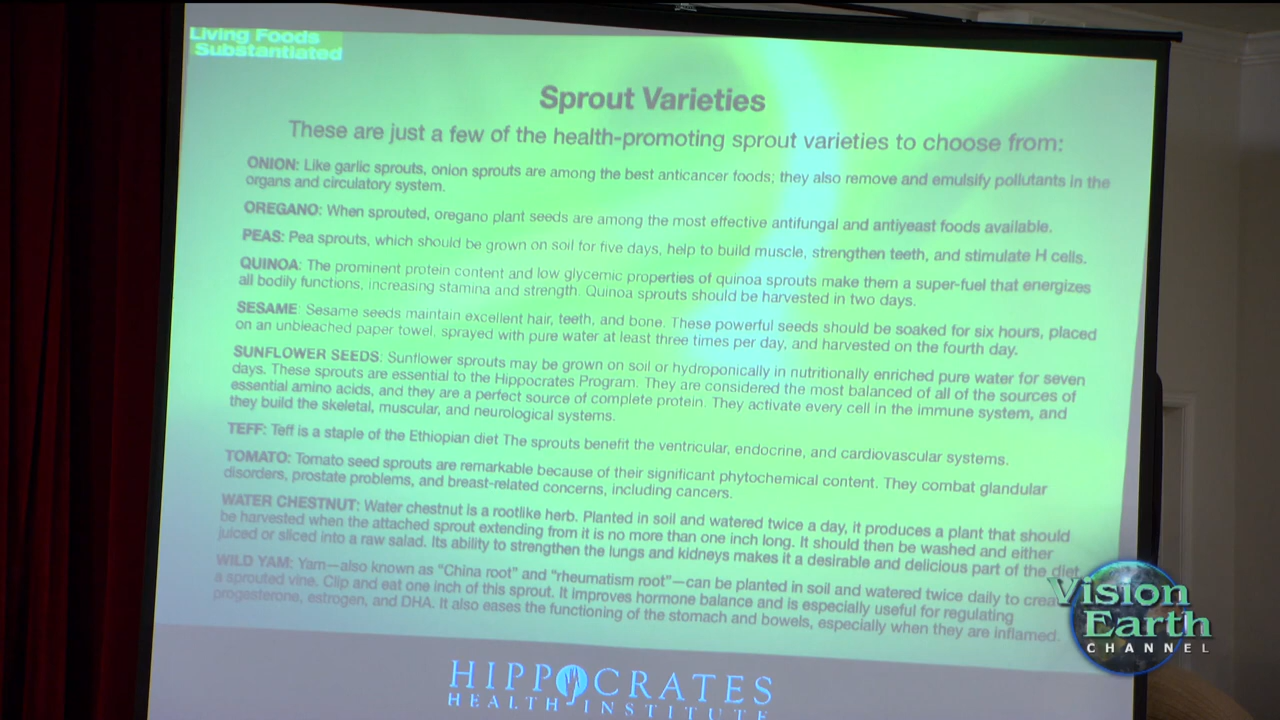 Living Foods
Substantiated
Sprout Varieties
These are just a few of the health-promoting sprout varieties to choose from:
ONION: Like garlic sprouts, onion sprouts are among the best anticancer foods; they also remove and emulsify pollutants in the
organs and circulatory system.
OREGANO: When sprouted, oregano plant seeds are among the most effective antifungal and antiyeast foods available.
PEAS: Pea sprouts, which should be grown on soil for five days, help to build muscle, strengthen teeth, and stimulate H cells.
QUINOA: The prominent protein content and low glycemic properties of quinoa sprouts make them a super-fuel that energizes
all bodily functions, increasing stamina and strength. Quinoa sprouts should be harvested in two days.
SESAME: Sesame seeds maintain excellent hair, teeth, and bone. These powerful seeds should be soaked for six hours, placed
on an unbleached paper towel, sprayed with pure water at least three times per day, and harvested on the fourth day.
SUNFLOWER SEEDS: Sunflower sprouts may be grown on soil or hydroponically in nutritionally enriched pure water for seven
days. These sprouts are essential to the Hippocrates Program. They are considered the most balanced of all of the sources of
essential amino acids, and they are a perfect source of complete protein. They activate every cell in the immune system, and
they build the skeletal, muscular, and neurological systems.
TEFF: Teff is a staple of the Ethiopian diet The sprouts benefit the ventricular, endocrine, and cardiovascular systems.
TOMATO: Tomato seed sprouts are remarkable because of their significant phytochemical content. They combat glandular
disorders, prostate problems, and breast-related concerns, including cancers.
WATER CHESTNUT: Water chestnut is a rootlike herb. Planted in soil and watered twice a day, it produces a plant that should
be harvested when the attached sprout extending from it is no more than one inch long. It should then be washed and either
juiced or sliced into a raw salad. Its ability to strengthen the lungs and kidneys makes it a desirable and delicious part of the diet
WILD YAM: Yam—also known as “China root” and “rheumatism root”—can be planted in soil and watered twice daily to crea
a sprouted vine. Clip and eat one inch of this sprout. It improves hormone balance and is especially useful for regulating
progesterone, estrogen, and DHA. It also eases the functioning of the stomach and bowels, especially when they are inflamed.
HIPPOCRATES
HEALTH INSTITUTE
Vision
Earth
CHANNEL